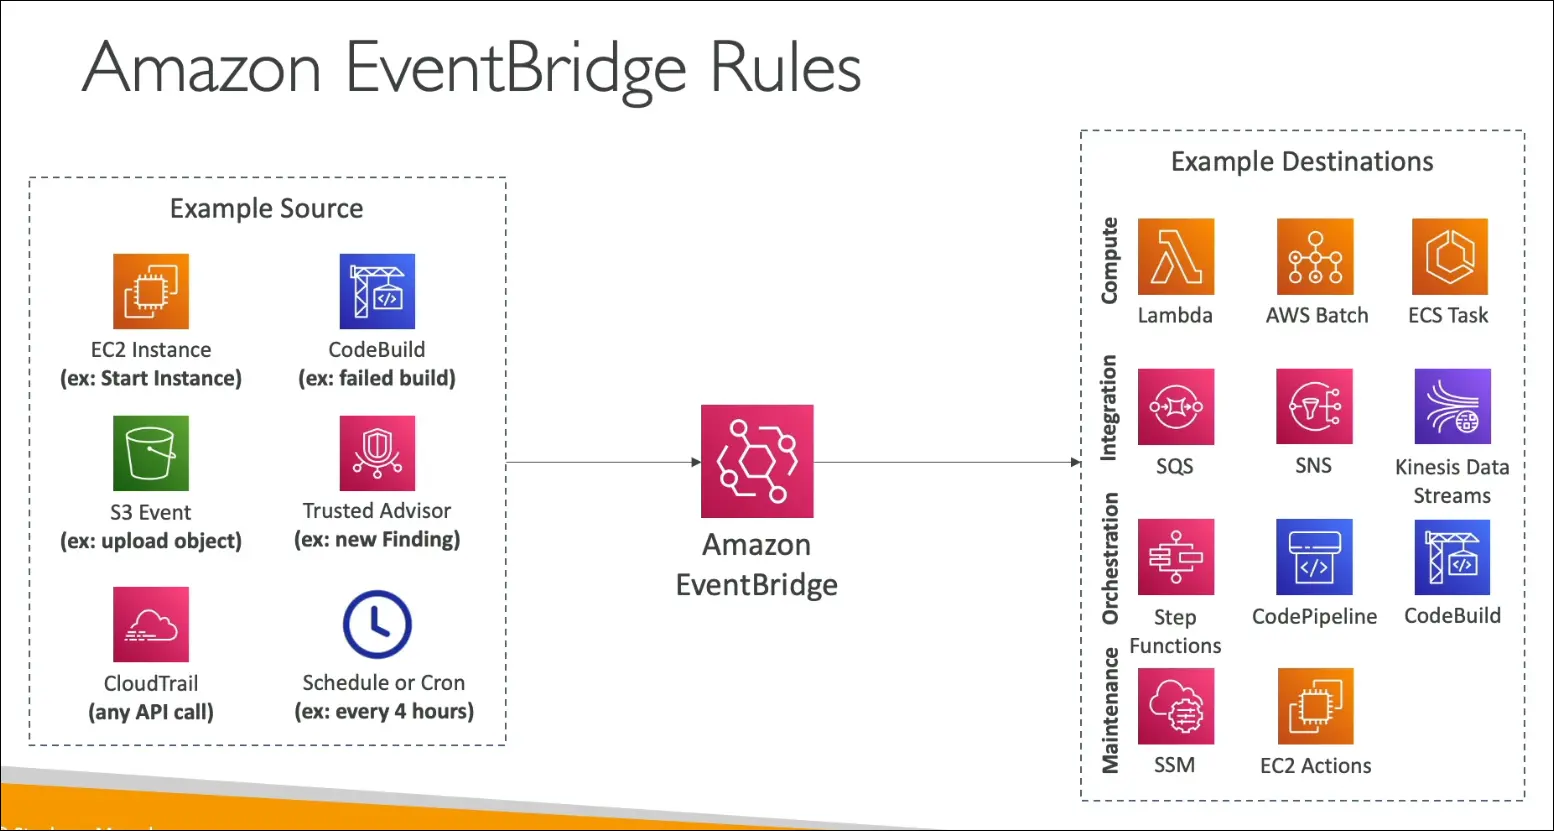 Amazon EventBridge Rules
Example Source
EC2 Instance
(ex: Start Instance)
CodeBuild
(ex: failed build)
S3 Event
(ex: upload object)
Trusted Advisor
(ex: new Finding)
CloudTrail
(any API call)
Schedule or Cron
(ex: every 4 hours)
Amazon
EventBridge
Example Destinations
Compute
Lambda
AWS Batch
ECS Task
Integration
SQS
SNS
Kinesis Data
Streams
Orchestration
Step
Functions
CodePipeline
CodeBuild
Maintenance
SSM
EC2 Actions